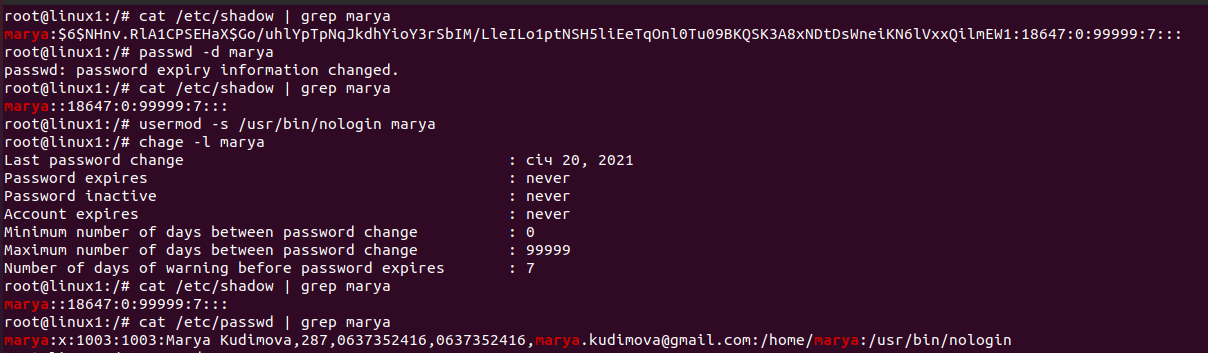 root@linux1:/# cat /etc/shadow | grep marya
marya:$6$NHnv.RlA1CPSEHaX$Go/uhlYpTpNqJkdhYioY3rSbIM/LleILo1ptNSH5liEeTqOnl0Tu09BKQSK3A8xNDtDsWneiKN6lVxxQilmEW1:18647:0:99999:7:::
root@linux1:/# passwd -d marya
passwd: password expiry information changed.
root@linux1:/# cat /etc/shadow | grep marya
marya::18647:0:99999:7:::
root@linux1:/# usermod -s /usr/bin/nologin marya
root@linux1:/# chage -l marya
Last password change : січ 20, 2021
Password expires : never
Password inactive : never
Account expires : never
Minimum number of days between password change : 0
Maximum number of days between password change : 99999
Number of days of warning before password expires : 7
root@linux1:/# cat /etc/shadow | grep marya
marya::18647:0:99999:7:::
root@linux1:/# cat /etc/passwd | grep marya
marya:x:1003:1003:Marya Kudimova,287,0637352416,0637352416,marya.kudimova@gmail.com:/home/marya:/usr/bin/nologin